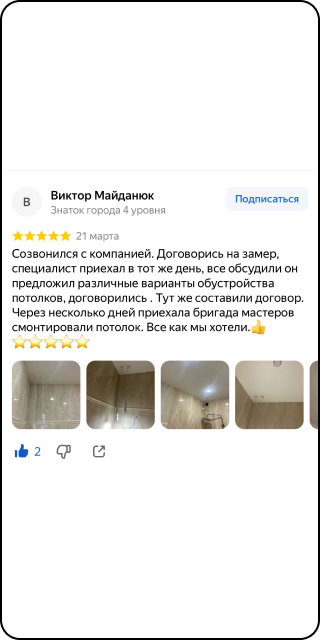 В
Виктор Майданюк
Знаток города 4 уровня
Подписаться
21 марта
Созвонился с компанией. Договорись на замер,
специалист приехал в тот же день, все обсудили он
предложил различные варианты обустройства
потолков, договорились . Тут же составили договор.
Через несколько дней приехала бригада мастеров
смонтировали потолок. Все как мы хотели.👍
⭐⭐⭐⭐⭐
2